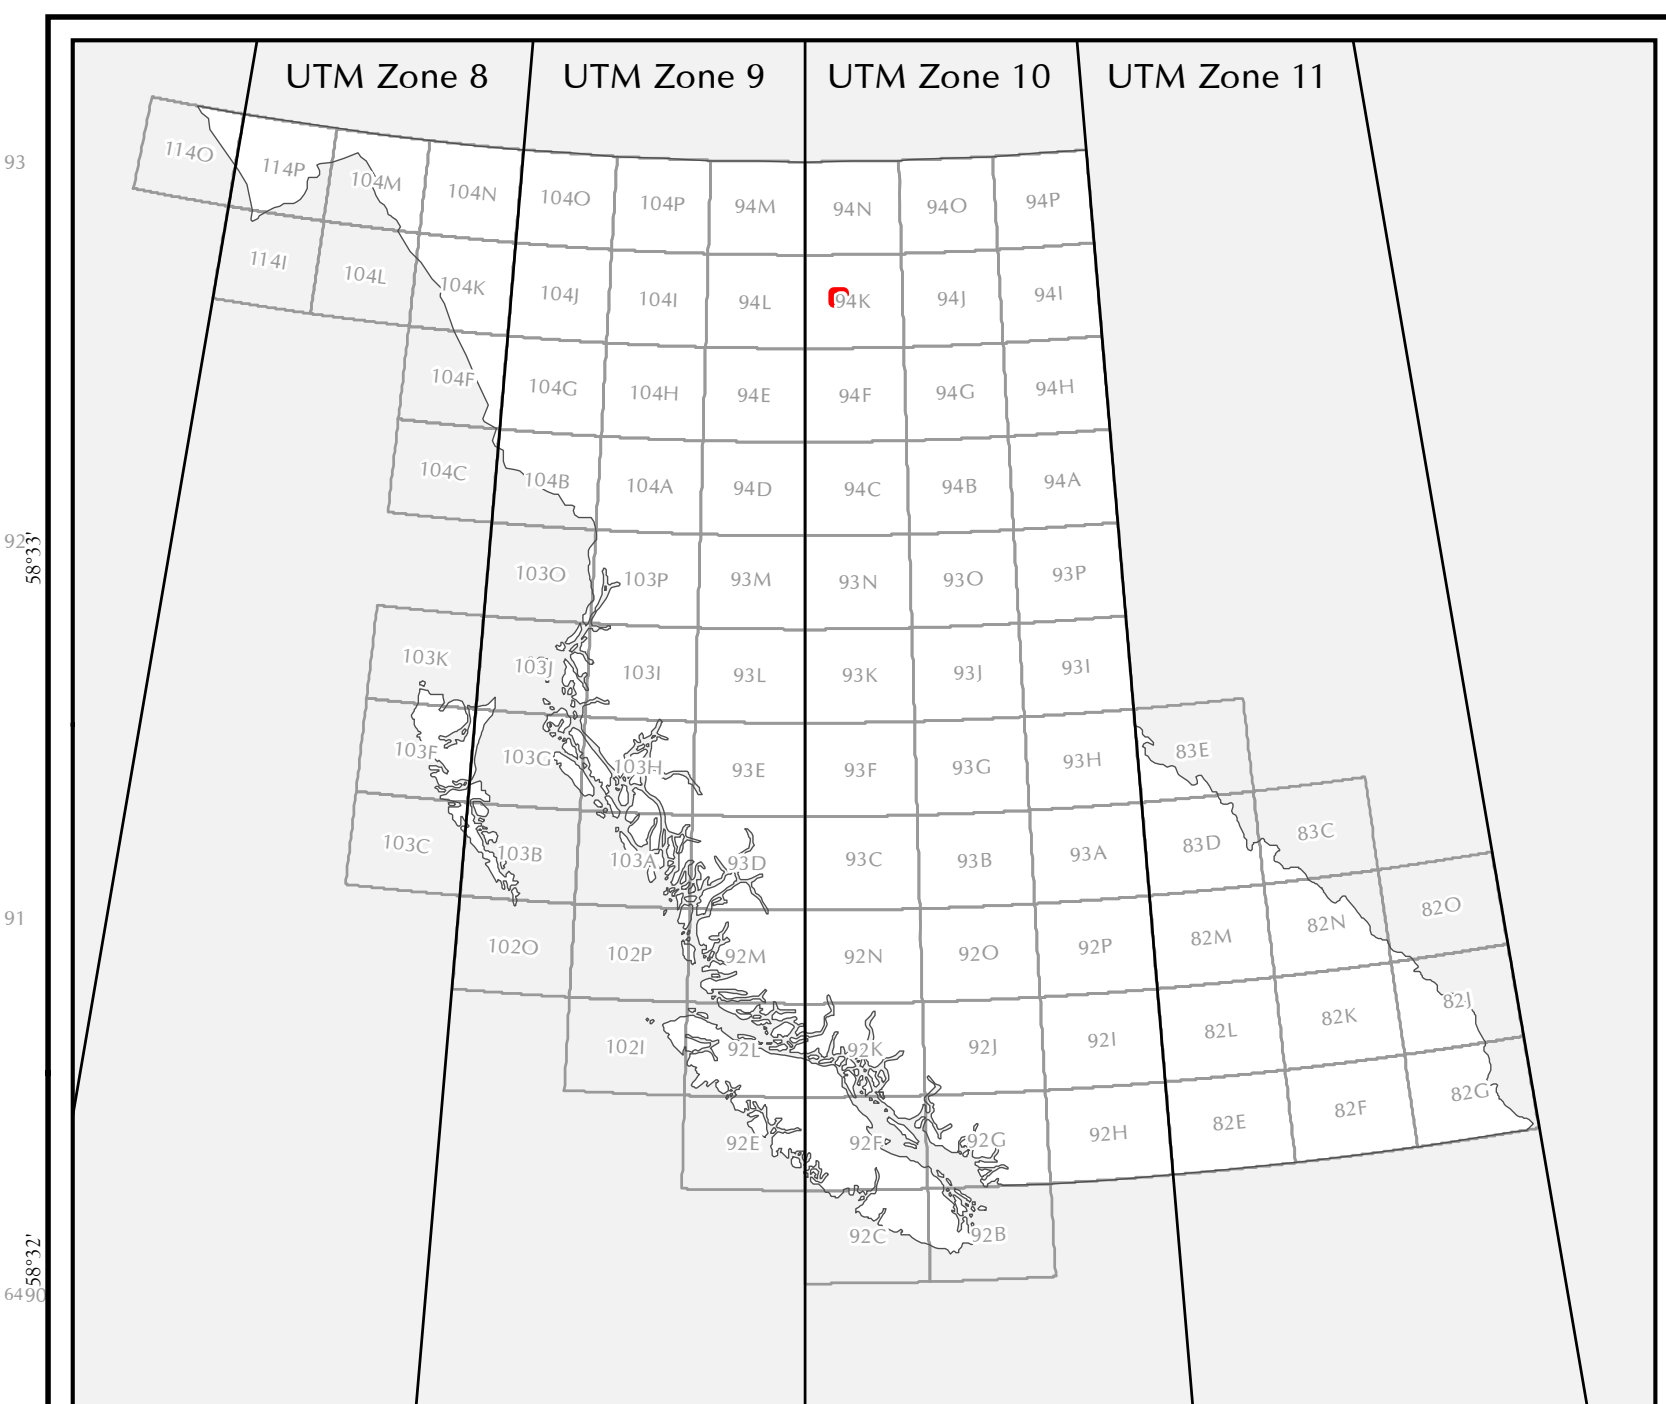 UTM Zone 8 UTM Zone 9 UTM Zone 10 UTM Zone 11
93
114O 114P 104M 104N 104O 104P 94M 94N 94O 94P
114I 104L 104K 104J 104I 94L 94K 94J 94I
104F 104G 104H 94E 94F 94G 94H
104C 104B 104A 94D 94C 94B 94A
92
58°33'
103O 103P 93M 93N 93O 93P
103K 103J 103I 93L 93K 93J 93I
103F 103G 103H 93E 93F 93G 93H 83E
103C 103B 103A 93D 93C 93B 93A 83D 83C
91
102O 102P 92M 92N 92O 92P 82M 82N 82O
102I 92L 92K 92J 92I 82L 82K 82J
92E 92F 92G 92H 82E 82F 82G
92C 92B
58°32'
6490